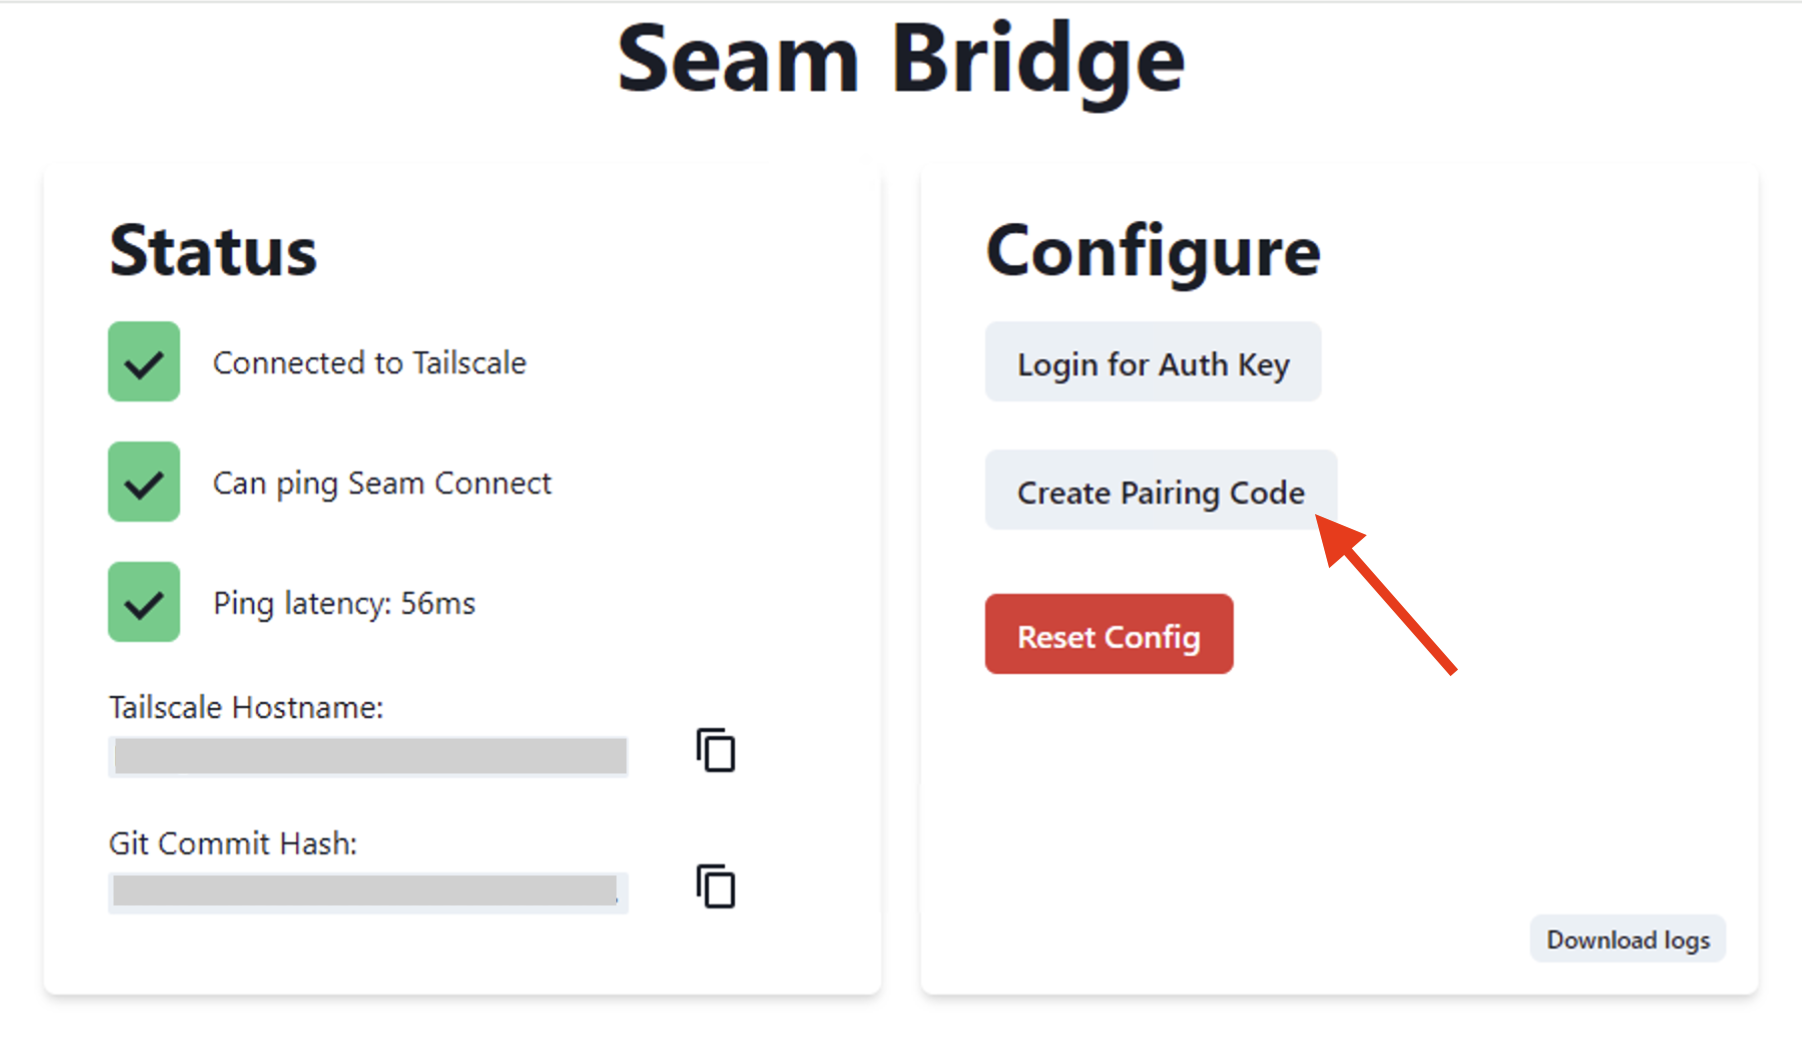 Seam Bridge
Status
Connected to Tailscale
Can ping Seam Connect
Ping latency: 56ms
Tailscale Hostname:
Git Commit Hash:
Configure
Login for Auth Key
Create Pairing Code
Reset Config
Download logs